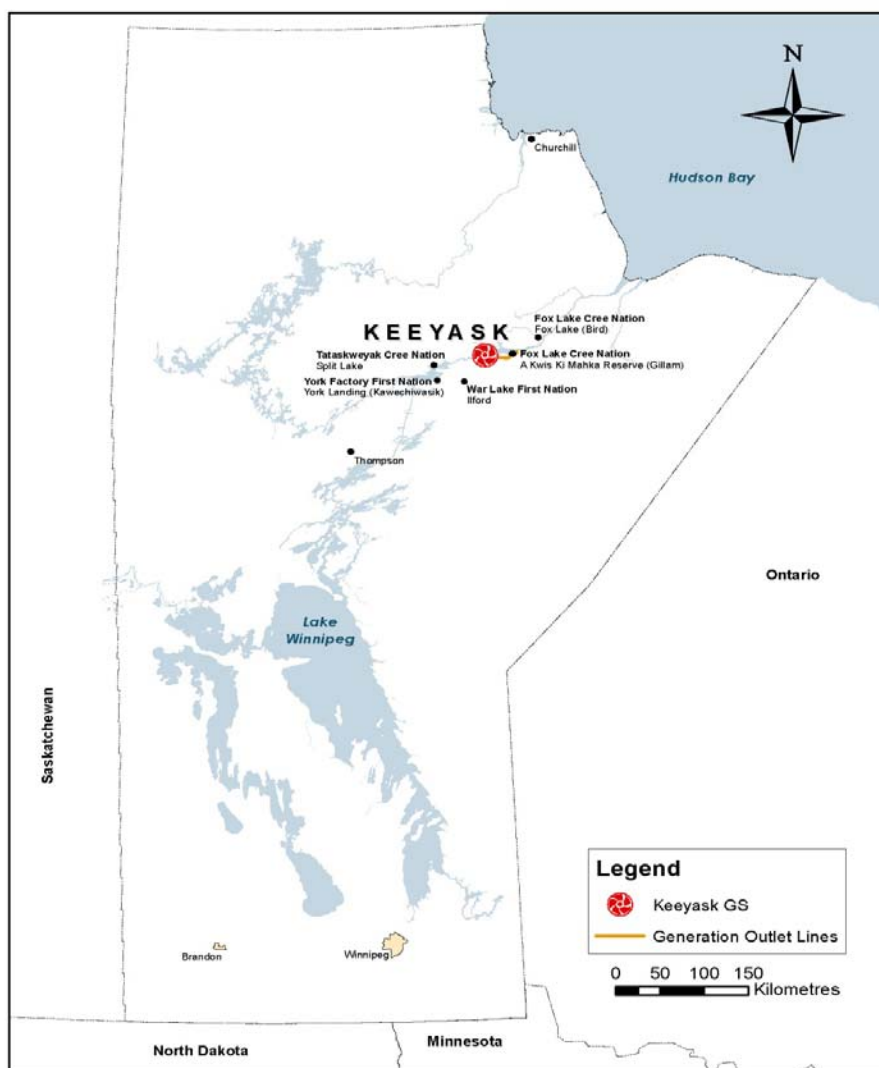 N
Churchill
Hudson Bay
KEEYASK
Fox Lake Cree Nation
Fox Lake (Bird)
Fox Lake Cree Nation
A Kwis Ki Mahka Reserve (Gillam)
Tataskweyak Cree Nation
Split Lake
York Factory First Nation
York Landing (Kawechiwasik)
War Lake First Nation
Ilford
Thompson
Ontario
Lake
Winnipeg
Saskatchewan
Legend
Keeyask GS
Generation Outlet Lines
0 50 100 150
Kilometres
Brandon
Winnipeg
North Dakota
Minnesota